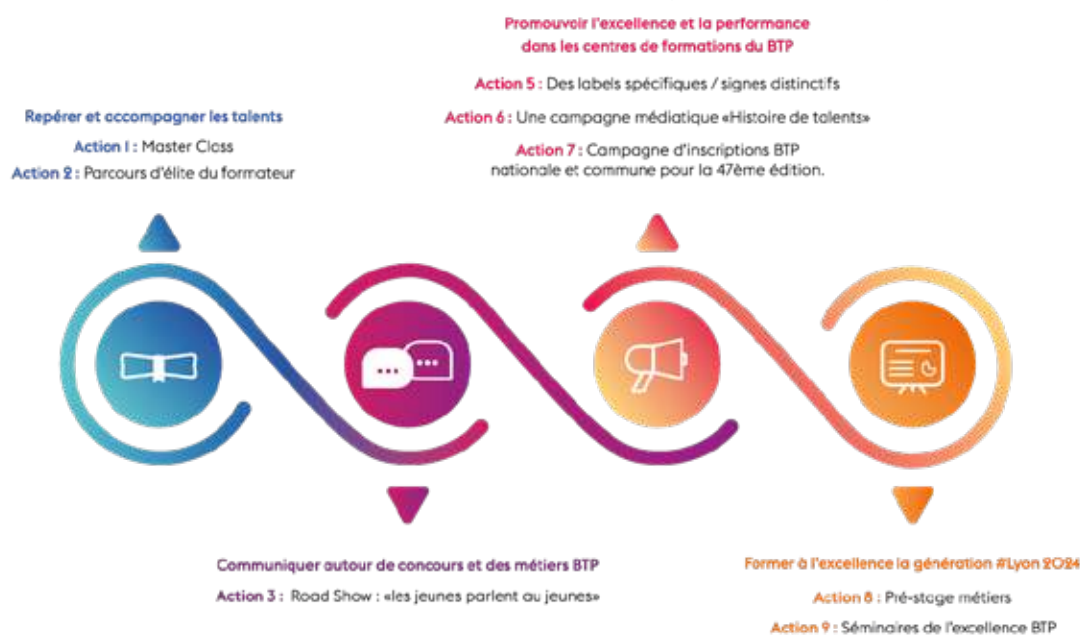 Repérer et accompagner les talents
Action 1 : Master Class
Action 2 : Parcours d'élite du formateur
Promouvoir l'excellence et la performance
dans les centres de formations du BTP
Action 5 : Des labels spécifiques / signes distinctifs
Action 6 : Une campagne médiatique «Histoire de talents»
Action 7 : Campagne d'inscriptions BTP
nationale et commune pour la 47ème édition.
Communiquer autour de concours et des métiers BTP
Action 3 : Road Show : «les jeunes parlent au jeunes»
Former à l'excellence la génération #Lyon 2024
Action 8 : Pré-stage métiers
Action 9 : Séminaires de l'excellence BTP